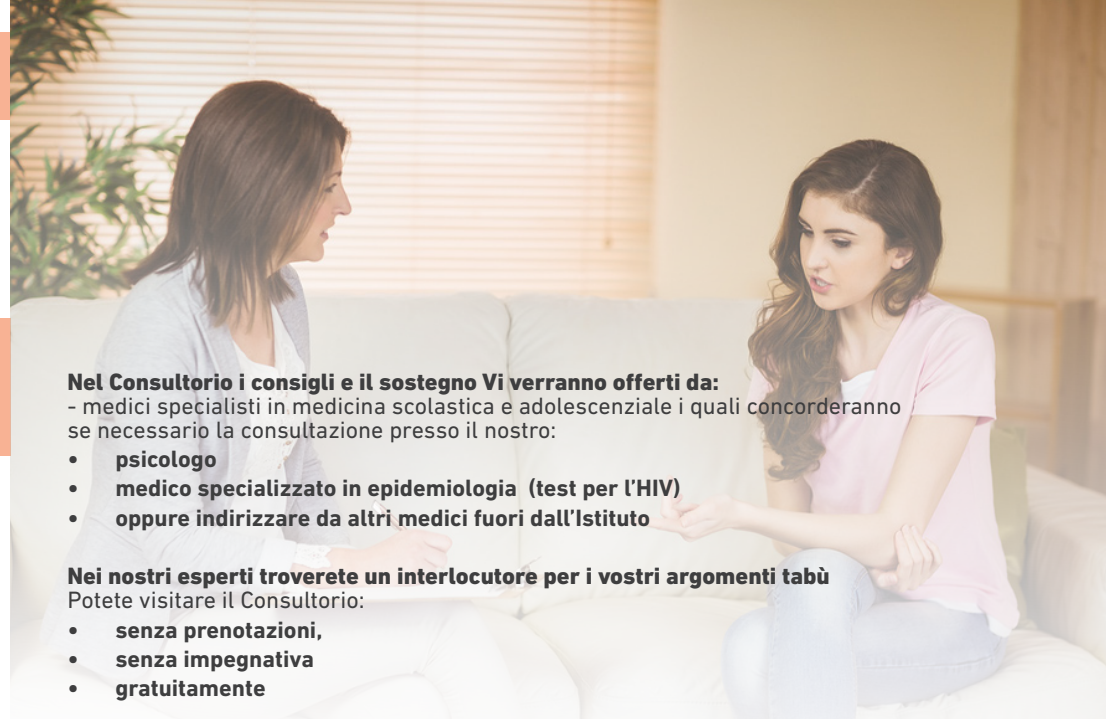 Nel Consultorio i consigli e il sostegno Vi verranno offerti da:
- medici specialisti in medicina scolastica e adolescenziale i quali concorderanno
se necessario la consultazione presso il nostro:
• psicologo
• medico specializzato in epidemiologia (test per l'HIV)
• oppure indirizzare da altri medici fuori dall'Istituto
Nei nostri esperti troverete un interlocutore per i vostri argomenti tabù
Potete visitare il Consultorio:
• senza prenotazioni,
• senza impegnativa
• gratuitamente